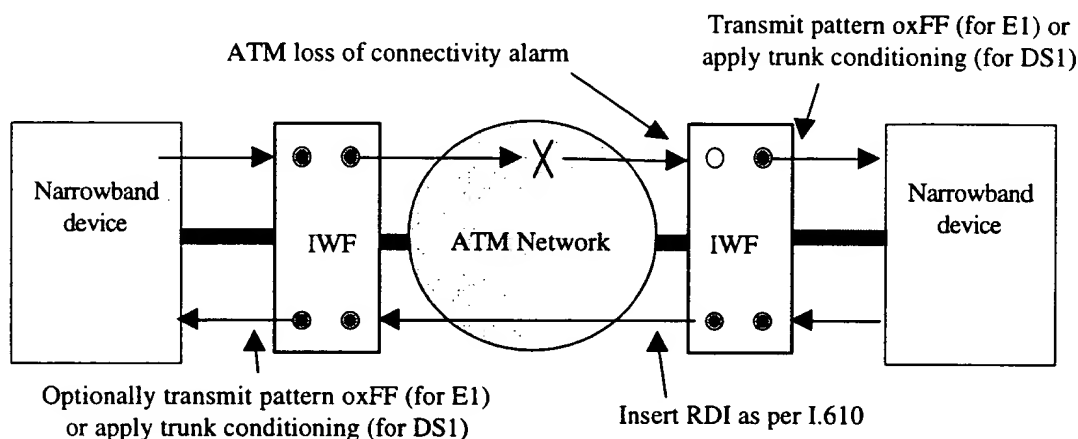 Transmit pattern oxFF (for E1) or
apply trunk conditioning (for DS1)
ATM loss of connectivity alarm
Narrowband
device
IWF
X
ATM Network
IWF
Narrowband
device
Optionally transmit pattern oxFF (for E1)
or apply trunk conditioning (for DS1)
Insert RDI as per I.610